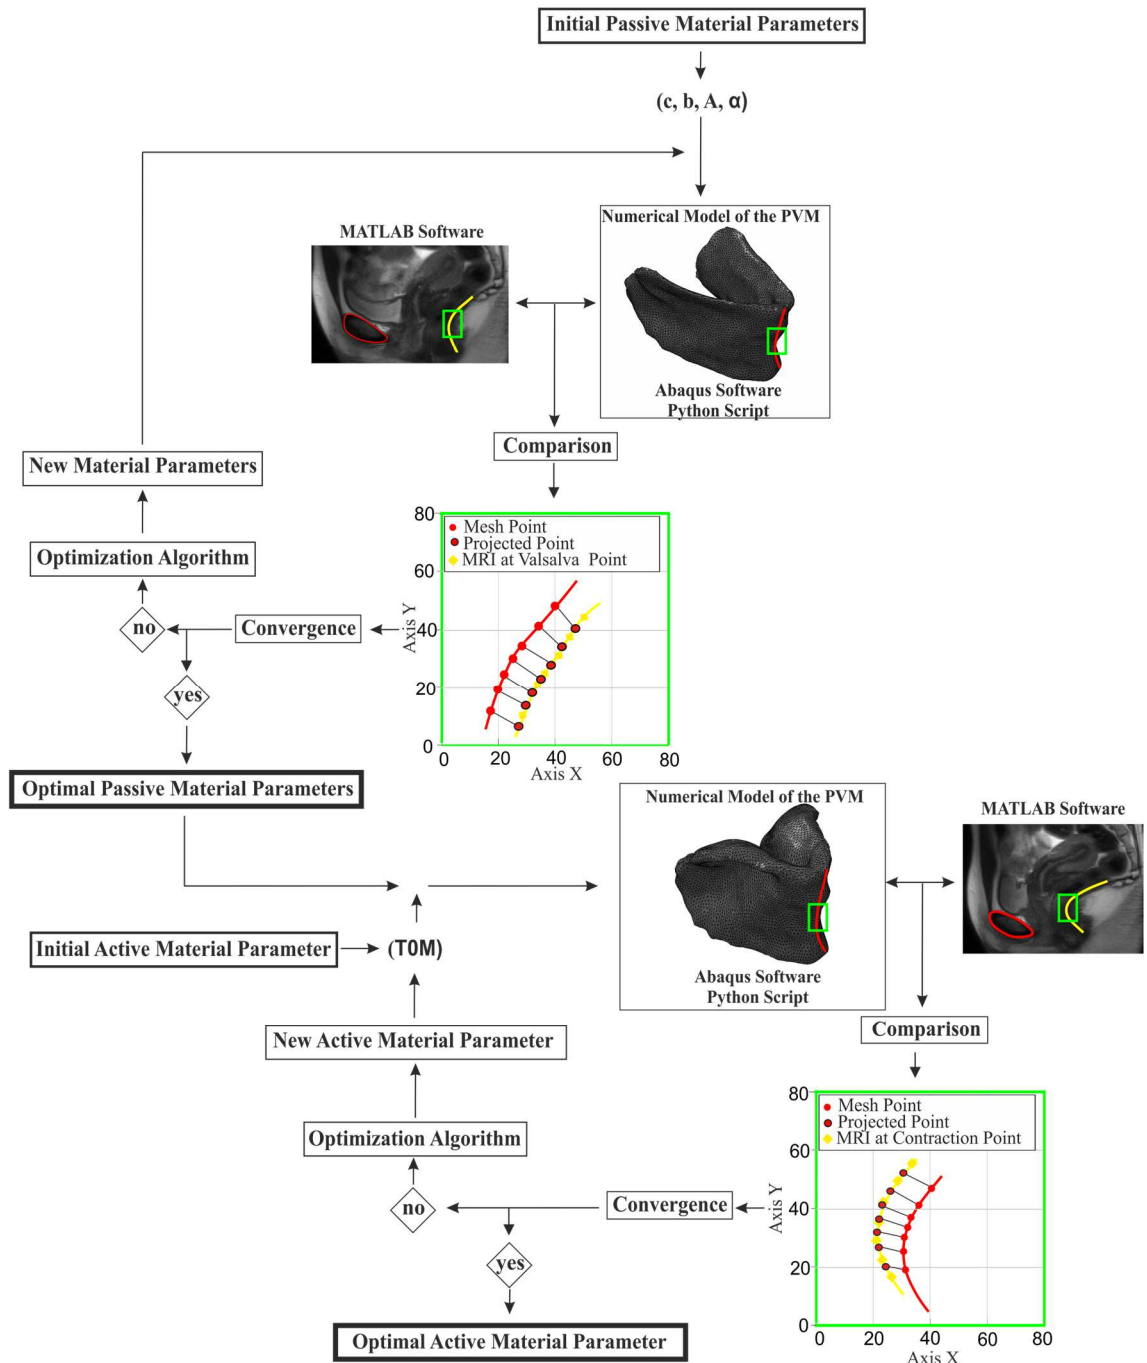 Initial Passive Material Parameters
(c, b, A, α)
Numerical Model of the PVM
MATLAB Software
Abaqus Software
Python Script
Comparison
New Material Parameters
Optimization Algorithm
no
Convergence
yes
Optimal Passive Material Parameters
80
60
40
20
0
Axis Y
Mesh Point
Projected Point
MRI at Valsalva Point
0
20
40
60
80
Axis X
Numerical Model of the PVM
MATLAB Software
Abaqus Software
Python Script
Initial Active Material Parameter
(T0M)
New Active Material Parameter
Comparison
Optimization Algorithm
no
Convergence
yes
Optimal Active Material Parameter
80
60
40
20
0
Axis Y
Mesh Point
Projected Point
MRI at Contraction Point
0
20
40
60
80
Axis X